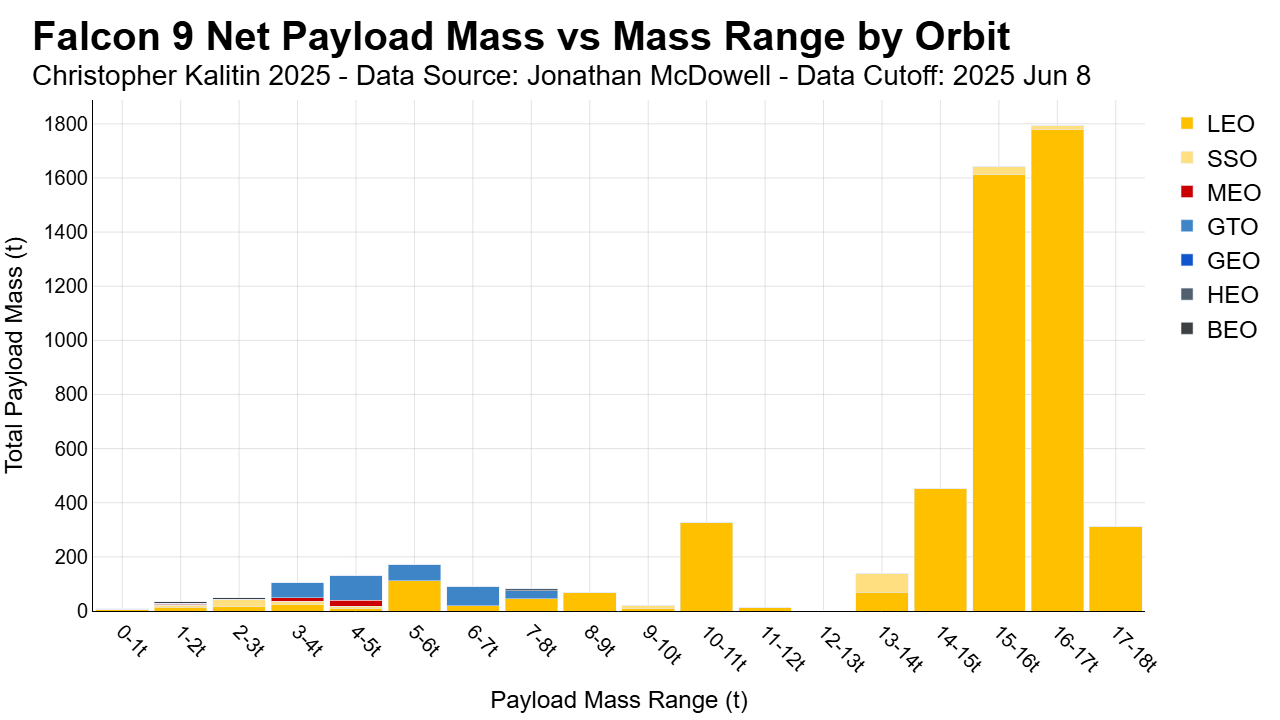 Falcon 9 Net Payload Mass vs Mass Range by Orbit
Christopher Kalitin 2025 - Data Source: Jonathan McDowell - Data Cutoff: 2025 Jun 8
Total Payload Mass (t)
1800
1600
1400
1200
1000
800
600
400
200
0
0-1t
1-2t
2-3t
3-4t
4-5t
5-6t
6-7t
7-8t
8-9t
9-10t
10-11t
11-12t
12-13t
13-14t
14-15t
15-16t
16-17t
17-18t
Payload Mass Range (t)
LEO
SSO
MEO
GTO
GEO
HEO
BEO